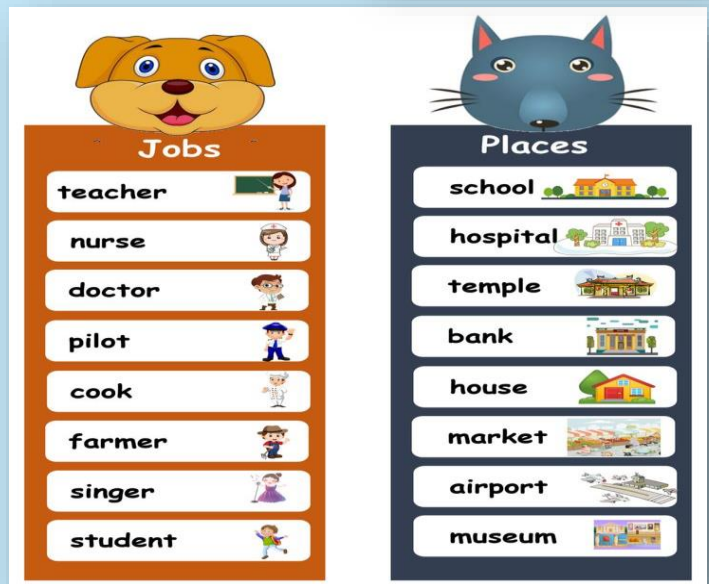 Jobs
teacher
nurse
doctor
pilot
cook
farmer
singer
student
Places
school
hospital
temple
bank
house
market
airport
museum